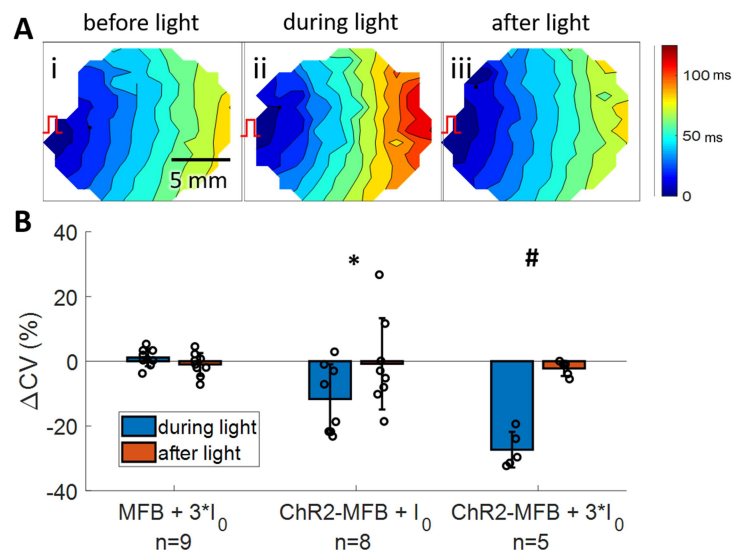 A
before light
during light
after light
i
ii
iii
5 mm
100 ms
50 ms
0
B
ΔCV (%)
40
20
0
-20
-40
*
#
during light
after light
MFB + 3*I₀
n=9
ChR2-MFB + I₀
n=8
ChR2-MFB + 3*I₀
n=5